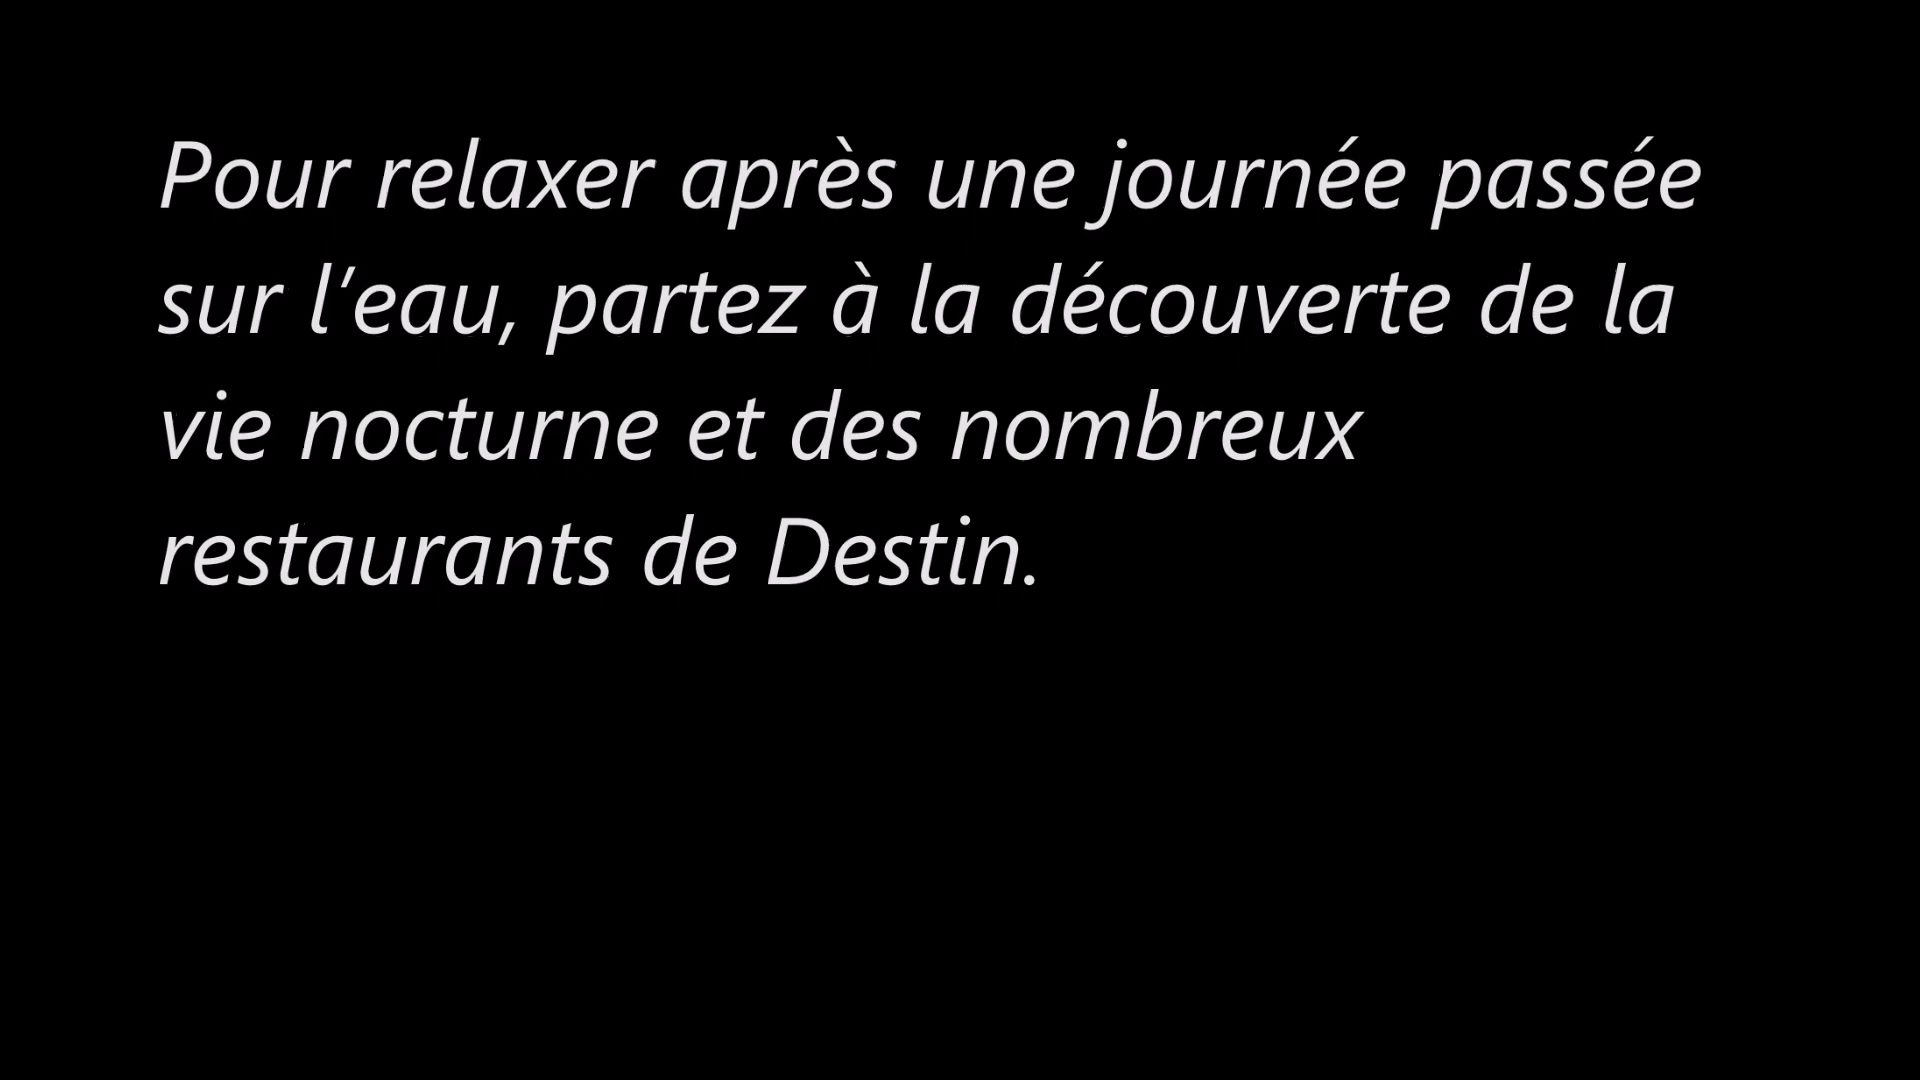 Pour relaxer après une journée passée
sur l’eau, partez à la découverte de la
vie nocturne et des nombreux
restaurants de Destin.